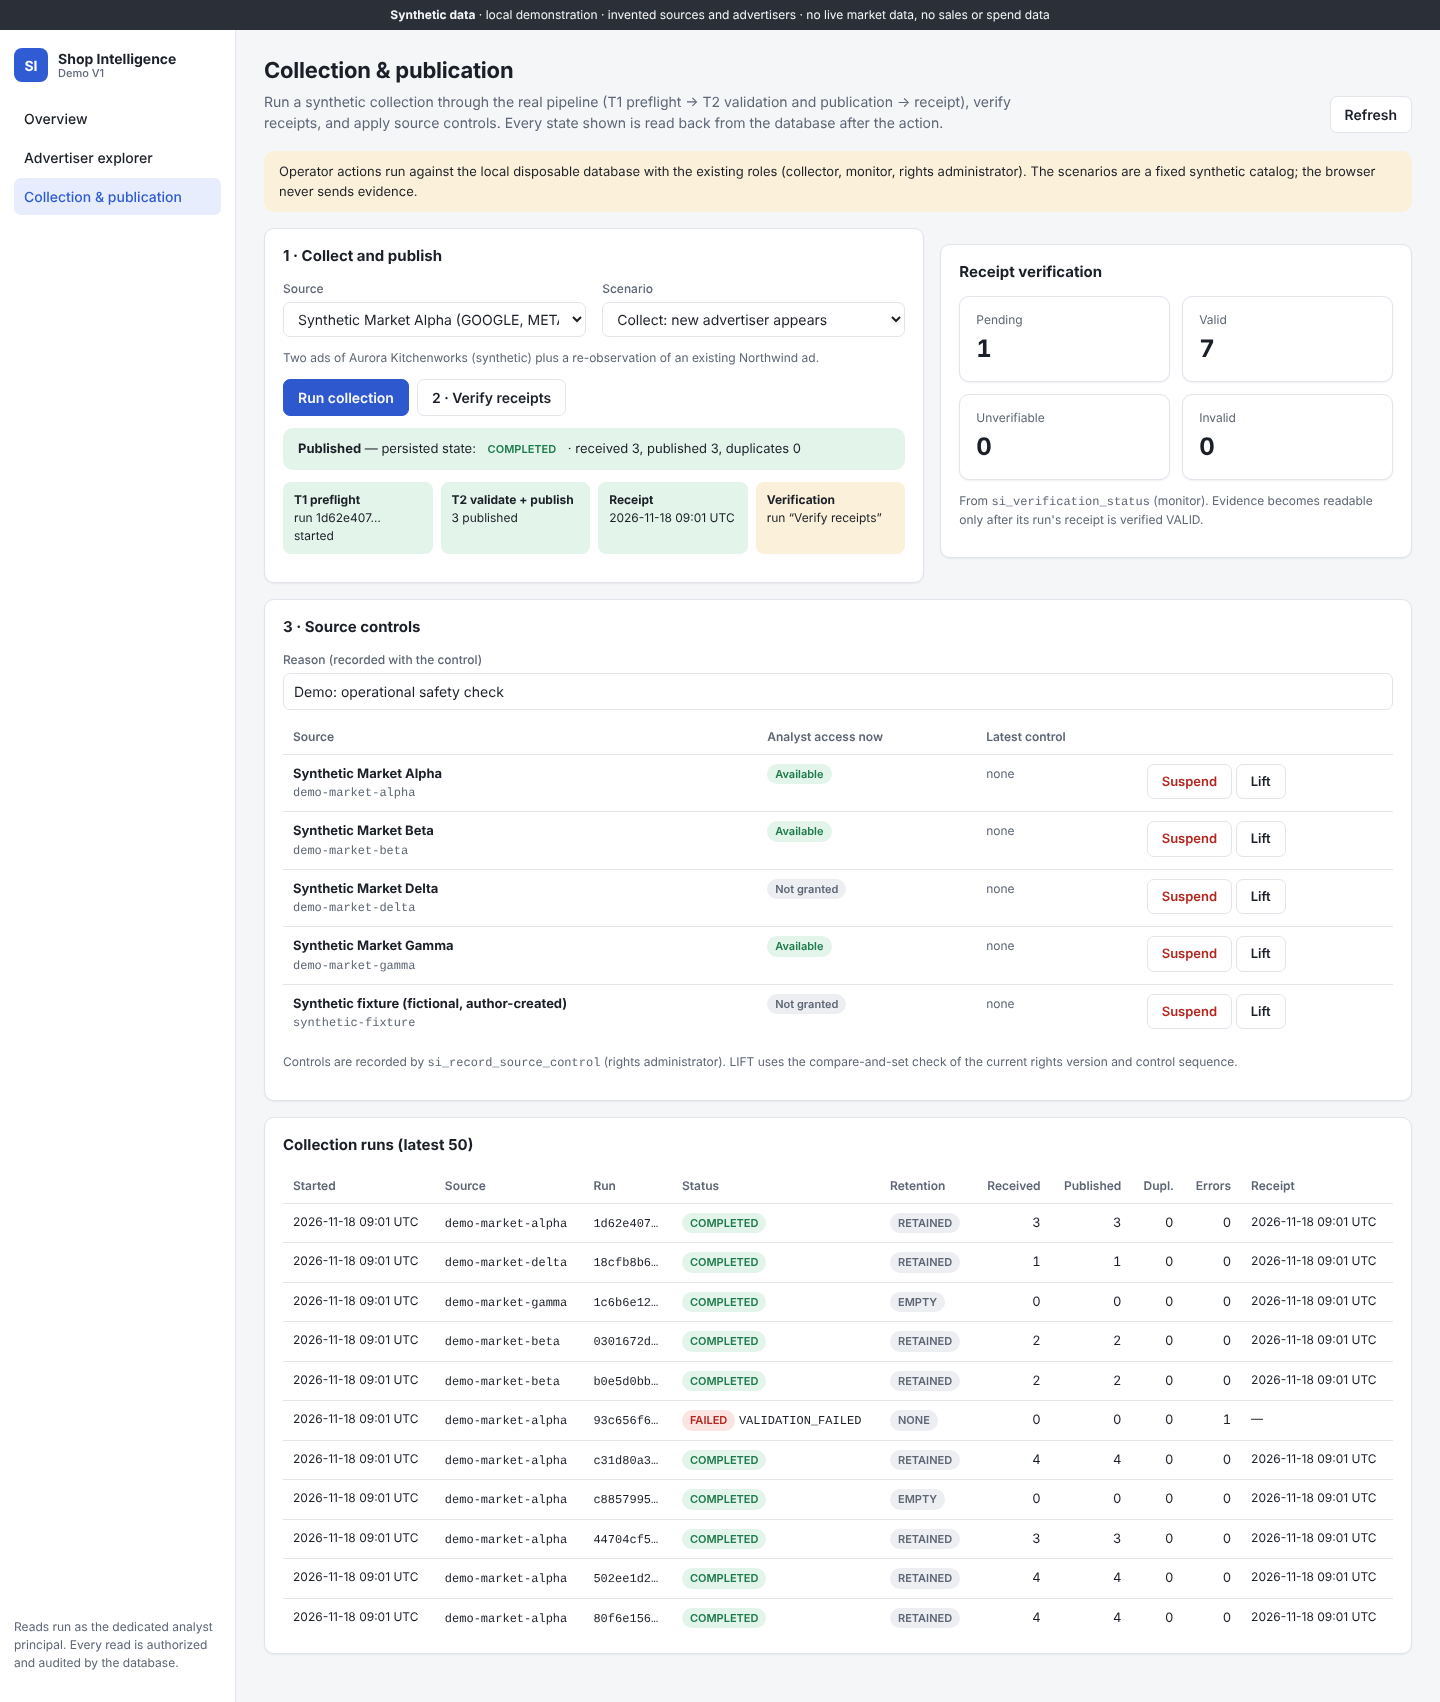 Synthetic data · local demonstration · invented sources and advertisers · no live market data, no sales or spend data
SI
Shop Intelligence
Demo V1
Overview
Advertiser explorer
Collection & publication
Reads run as the dedicated analyst
principal. Every read is authorized
and audited by the database.
Collection & publication
Run a synthetic collection through the real pipeline (T1 preflight → T2 validation and publication → receipt), verify
receipts, and apply source controls. Every state shown is read back from the database after the action.
Refresh
Operator actions run against the local disposable database with the existing roles (collector, monitor, rights administrator). The scenarios are a fixed synthetic catalog; the browser
never sends evidence.
1 · Collect and publish
Source Scenario
Synthetic Market Alpha (GOOGLE, META Collect: new advertiser appears
Two ads of Aurora Kitchenworks (synthetic) plus a re-observation of an existing Northwind ad.
Run collection 2 · Verify receipts
Published — persisted state: COMPLETED · received 3, published 3, duplicates 0
T1 preflight
run 1d62e407…
started
T2 validate + publish
3 published
Receipt
2026-11-18 09:01 UTC
Verification
run “Verify receipts”
Receipt verification
Pending
1
Valid
7
Unverifiable
0
Invalid
0
From si_verification_status (monitor). Evidence becomes readable
only after its run's receipt is verified VALID.
3 · Source controls
Reason (recorded with the control)
Demo: operational safety check
Source Analyst access now Latest control
Synthetic Market Alpha Available none Suspend Lift
demo-market-alpha
Synthetic Market Beta Available none Suspend Lift
demo-market-beta
Synthetic Market Delta Not granted none Suspend Lift
demo-market-delta
Synthetic Market Gamma Available none Suspend Lift
demo-market-gamma
Synthetic fixture (fictional, author-created) Not granted none Suspend Lift
synthetic-fixture
Controls are recorded by si_record_source_control (rights administrator). LIFT uses the compare-and-set check of the current rights version and control sequence.
Collection runs (latest 50)
Started Source Run Status Retention Received Published Dupl. Errors Receipt
2026-11-18 09:01 UTC demo-market-alpha 1d62e407… COMPLETED RETAINED 3 3 0 0 2026-11-18 09:01 UTC
2026-11-18 09:01 UTC demo-market-delta 18cfb8b6… COMPLETED RETAINED 1 1 0 0 2026-11-18 09:01 UTC
2026-11-18 09:01 UTC demo-market-gamma 1c6b6e12… COMPLETED EMPTY 0 0 0 0 2026-11-18 09:01 UTC
2026-11-18 09:01 UTC demo-market-beta 0301672d… COMPLETED RETAINED 2 2 0 0 2026-11-18 09:01 UTC
2026-11-18 09:01 UTC demo-market-beta b0e5d0bb… COMPLETED RETAINED 2 2 0 0 2026-11-18 09:01 UTC
2026-11-18 09:01 UTC demo-market-alpha 93c656f6… FAILED VALIDATION_FAILED NONE 0 0 0 1 —
2026-11-18 09:01 UTC demo-market-alpha c31d80a3… COMPLETED RETAINED 4 4 0 0 2026-11-18 09:01 UTC
2026-11-18 09:01 UTC demo-market-alpha c8857995… COMPLETED EMPTY 0 0 0 0 2026-11-18 09:01 UTC
2026-11-18 09:01 UTC demo-market-alpha 44704cf5… COMPLETED RETAINED 3 3 0 0 2026-11-18 09:01 UTC
2026-11-18 09:01 UTC demo-market-alpha 502ee1d2… COMPLETED RETAINED 4 4 0 0 2026-11-18 09:01 UTC
2026-11-18 09:01 UTC demo-market-alpha 80f6e156… COMPLETED RETAINED 4 4 0 0 2026-11-18 09:01 UTC